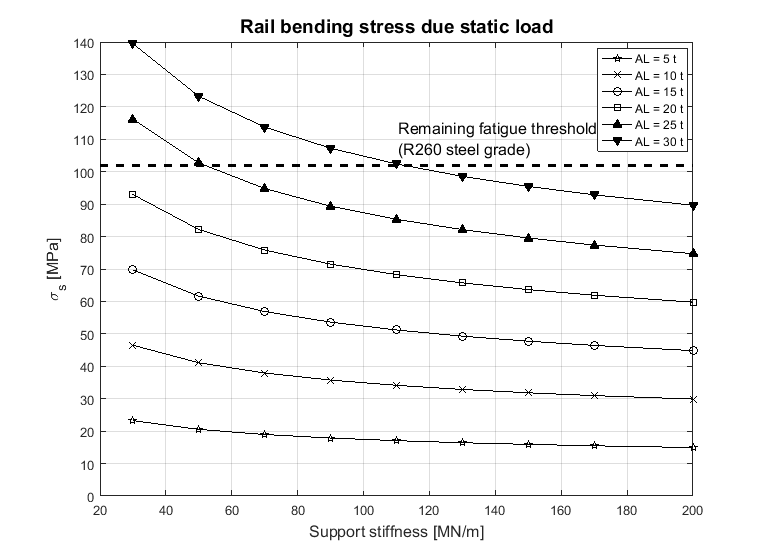 Rail bending stress due static load
140
130
120
110
100
90
80
70
60
50
40
30
20
10
0
σs [MPa]
20
40
60
80
100
120
140
160
180
200
Support stiffness [MN/m]
Remaining fatigue threshold
(R260 steel grade)
AL = 5 t
AL = 10 t
AL = 15 t
AL = 20 t
AL = 25 t
AL = 30 t